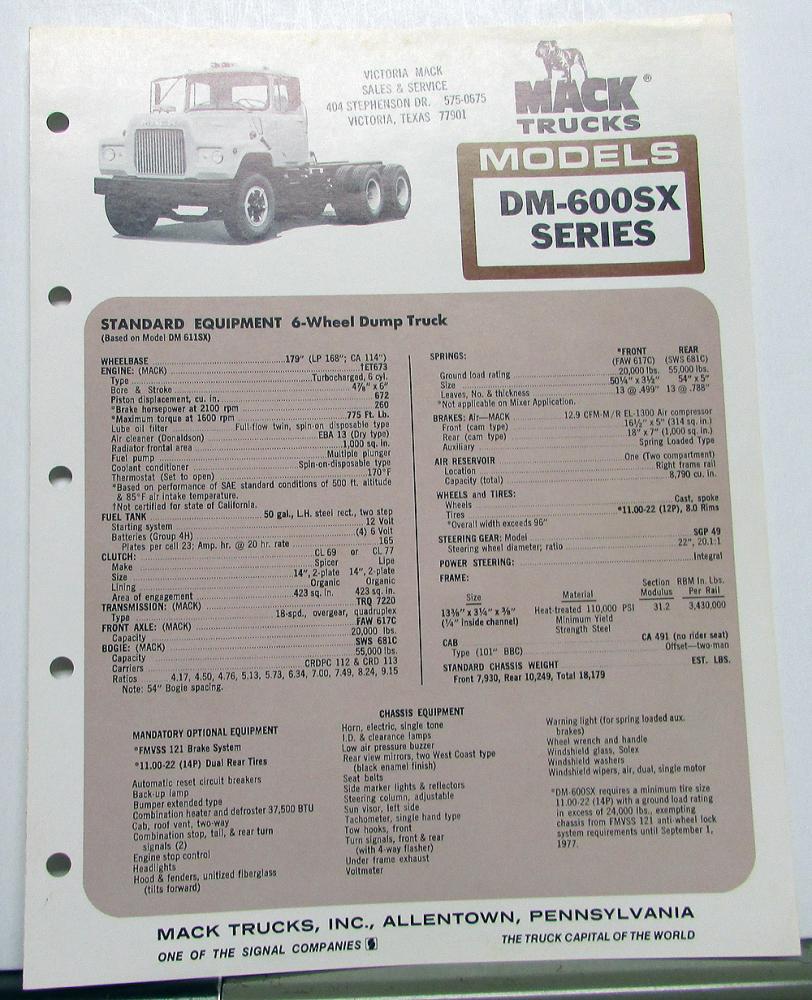 VICTORIA MACK
SALES & SERVICE
404 STEPHENSON DR. 575-0675
VICTORIA, TEXAS 77901
MACK ®
TRUCKS
MODELS
DM-600SX
SERIES
STANDARD EQUIPMENT 6-Wheel Dump Truck
(Based on Model DM 611SX)
WHEELBASE 179" (LP 168"; CA 114")
ENGINE: (MACK) †ET673
Type Turbocharged, 6 cyl.
Bore & Stroke 4⅞" x 6"
Piston displacement, cu. in. 672
*Brake horsepower at 2100 rpm 260
*Maximum torque at 1600 rpm 775 Ft. Lb.
Lube oil filter Full-flow twin, spin-on disposable type
Air cleaner (Donaldson) EBA 13 (Dry type)
Radiator frontal area 1,000 sq. in.
Fuel pump Multiple plunger
Coolant conditioner Spin-on-disposable type
Thermostat (Set to open) 170°F
*Based on performance of SAE standard conditions of 500 ft. altitude
& 85°F air intake temperature.
†Not certified for state of California.
FUEL TANK 50 gal., L.H. steel rect., two step
Starting system 12 Volt
Batteries (Group 4H) (4) 6 Volt
Plates per cell 23; Amp. hr. @ 20 hr. rate 165
CLUTCH: CL 69 or CL 77
Make Spicer Lipe
Size 14", 2-plate 14", 2-plate
Lining Organic Organic
Area of engagement 423 sq. in. 423 sq. in.
TRANSMISSION: (MACK) TRQ 7220
Type 18-spd., overgear, quadruplex
FRONT AXLE: (MACK) FAW 617C
Capacity 20,000 lbs.
BOGIE: (MACK) SWS 681C
Capacity 55,000 lbs.
Carriers CRDPC 112 & CRD 113
Ratios 4.17, 4.50, 4.76, 5.13, 5.73, 6.34, 7.00, 7.49, 8.24, 9.15
Note: 54" Bogie spacing.
SPRINGS: *FRONT REAR
(FAW 617C) (SWS 681C)
Ground load rating 20,000 lbs. 55,000 lbs.
Size 50¼" x 3½" 54" x 5"
Leaves, No. & thickness 13 @ .499" 13 @ .788"
*Not applicable on Mixer Application.
BRAKES: Air—MACK 12.9 CFM-M/R EL-1300 Air compressor
Front (cam type) 16½" x 5" (314 sq. in.)
Rear (cam type) 18" x 7" (1,000 sq. in.)
Auxiliary Spring Loaded Type
AIR RESERVOIR One (Two compartment)
Location Right frame rail
Capacity (total) 8,790 cu. in.
WHEELS and TIRES:
Wheels Cast, spoke
Tires *11.00-22 (12P), 8.0 Rims
*Overall width exceeds 96"
STEERING GEAR: Model SGP 49
Steering wheel diameter; ratio 22", 20.1:1
POWER STEERING: Integral
FRAME:
Section RBM In. Lbs.
Size Material Modulus Per Rail
13⅜" x 3¼" x ⅜" Heat-treated 110,000 PSI 31.2 3,430,000
(¼" inside channel) Minimum Yield
Strength Steel
CAB CA 491 (no rider seat)
Type (101" BBC) Offset—two-man
STANDARD CHASSIS WEIGHT EST. LBS.
Front 7,930, Rear 10,249, Total 18,179
CHASSIS EQUIPMENT
MANDATORY OPTIONAL EQUIPMENT
*FMVSS 121 Brake System
*11.00-22 (14P) Dual Rear Tires
Automatic reset circuit breakers
Back-up lamp
Bumper extended type
Combination heater and defroster 37,500 BTU
Cab, roof vent, two-way
Combination stop, tail, & rear turn
signals (2)
Engine stop control
Headlights
Hood & fenders, unitized fiberglass
(tilts forward)
Horn, electric, single tone
I.D. & clearance lamps
Low air pressure buzzer
Rear view mirrors, two West Coast type
(black enamel finish)
Seat belts
Side marker lights & reflectors
Steering column, adjustable
Sun visor, left side
Tachometer, single hand type
Tow hooks, front
Turn signals, front & rear
(with 4-way flasher)
Under frame exhaust
Voltmeter
Warning light (for spring loaded aux.
brakes)
Wheel wrench and handle
Windshield glass, Solex
Windshield washers
Windshield wipers, air, dual, single motor
*DM-600SX requires a minimum tire size
11.00-22 (14P) with a ground load rating
in excess of 24,000 lbs., exempting
chassis from FMVSS 121 anti-wheel lock
system requirements until September 1,
1977.
MACK TRUCKS, INC., ALLENTOWN, PENNSYLVANIA
ONE OF THE SIGNAL COMPANIES
THE TRUCK CAPITAL OF THE WORLD